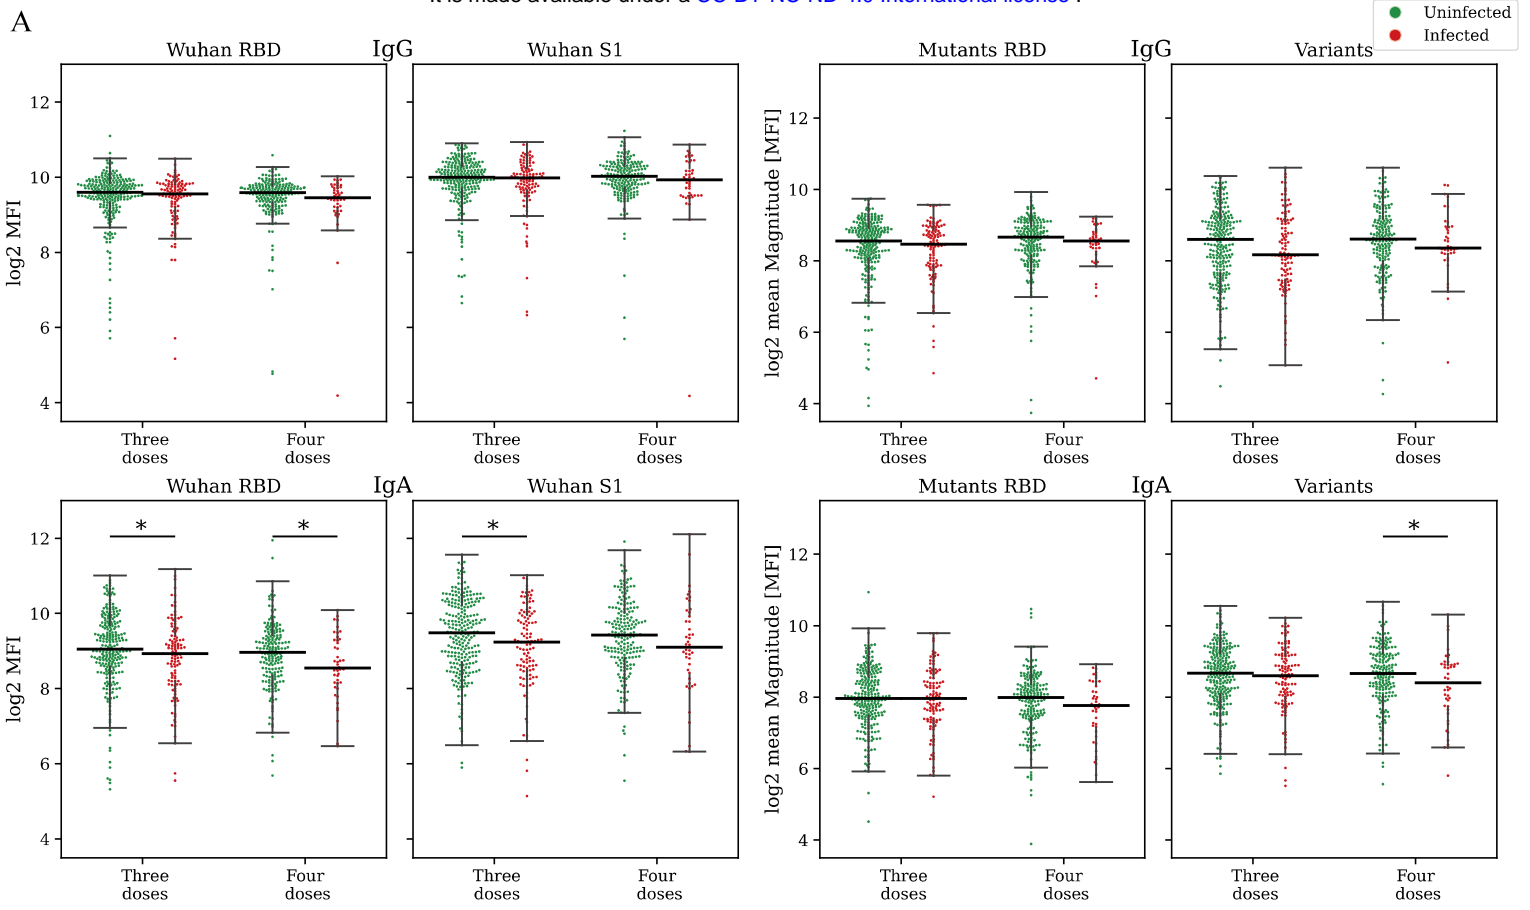 A
Uninfected
Infected
Wuhan RBD
IgG
Wuhan S1
Mutants RBD
IgG
Variants
12
10
8
6
4
log2 MFI
12
10
8
6
4
log2 mean Magnitude [MFI]
Three doses
Four doses
Three doses
Four doses
Three doses
Four doses
Three doses
Four doses
Wuhan RBD
IgA
Wuhan S1
Mutants RBD
IgA
Variants
*
*
*
*
12
10
8
6
4
log2 MFI
12
10
8
6
4
log2 mean Magnitude [MFI]
Three doses
Four doses
Three doses
Four doses
Three doses
Four doses
Three doses
Four doses